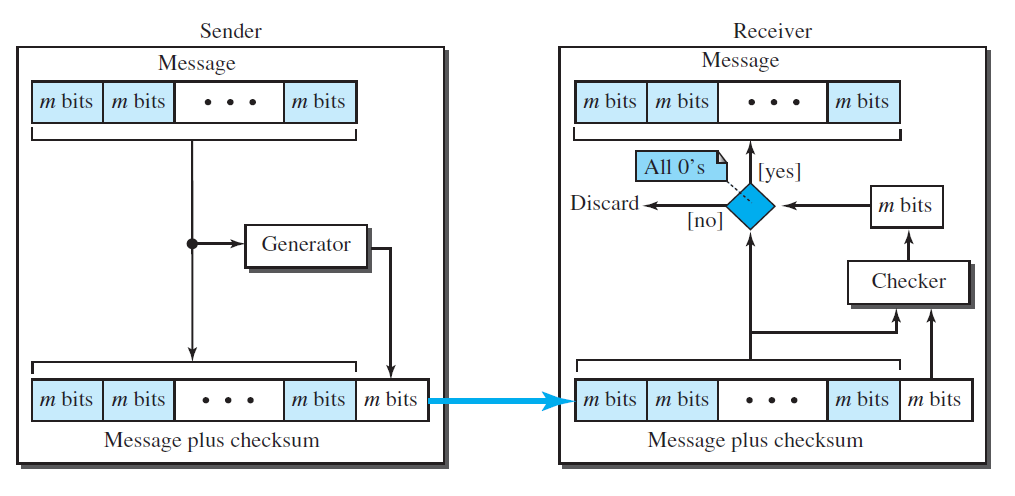 Sender
Message
m bits m bits • • • m bits
Generator
m bits m bits • • • m bits m bits
Message plus checksum
Receiver
Message
m bits m bits • • • m bits
All 0’s
[yes]
Discard
[no]
m bits
Checker
m bits m bits • • • m bits m bits
Message plus checksum